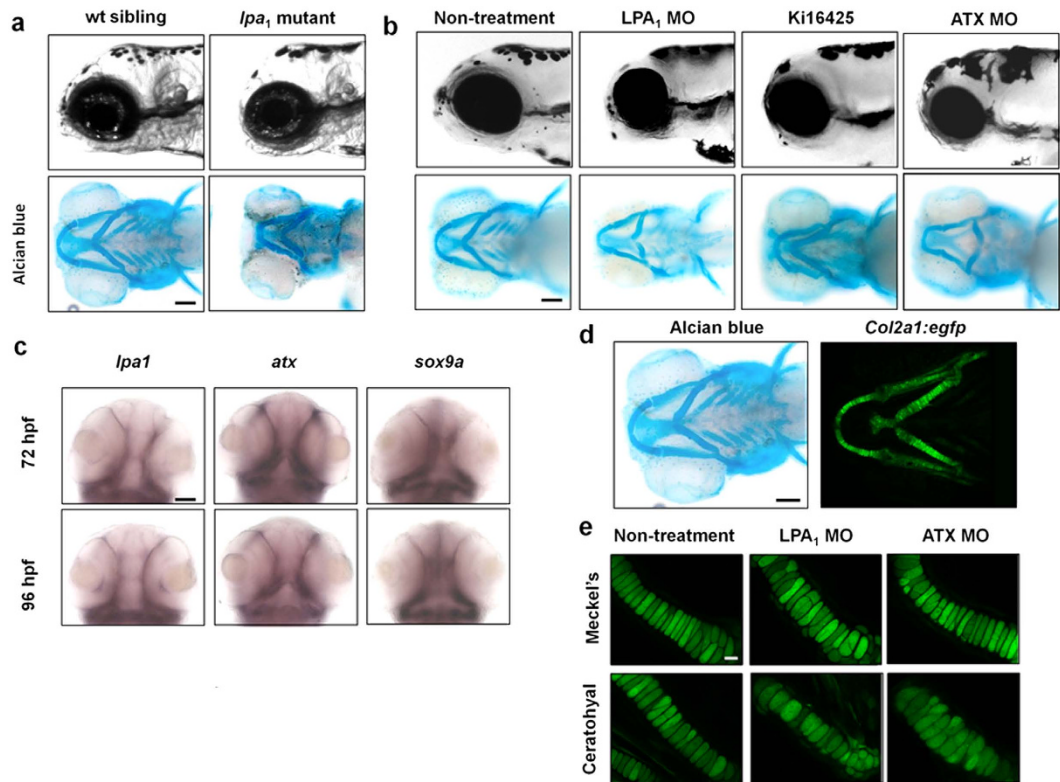 a
wt sibling
lpa₁ mutant
Alcian blue
b
Non-treatment
LPA₁ MO
Ki16425
ATX MO
c
lpa1
atx
sox9a
72 hpf
96 hpf
d
Alcian blue
Col2a1:egfp
e
Non-treatment
LPA₁ MO
ATX MO
Meckel's
Ceratohyal